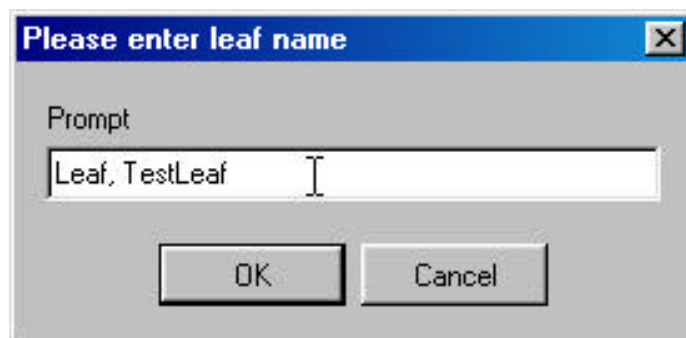 Please enter leaf name
Prompt
Leaf, TestLeaf
OK Cancel